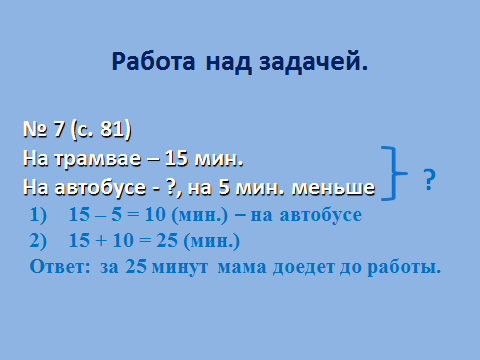 Работа над задачей.
№ 7 (с. 81)
На трамвае – 15 мин.
На автобусе - ?, на 5 мин. меньше
?
1) 15 – 5 = 10 (мин.) – на автобусе
2) 15 + 10 = 25 (мин.)
Ответ: за 25 минут мама доедет до работы.